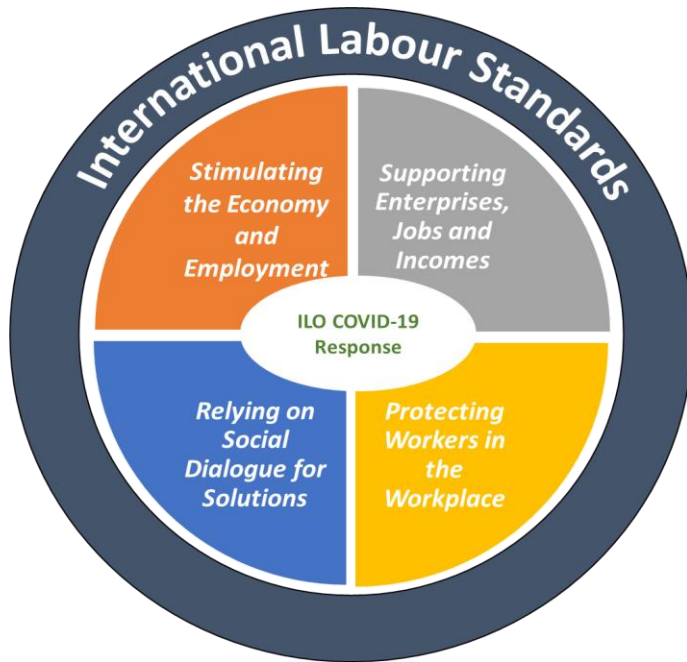 International Labour Standards
Stimulating
the Economy
and
Employment
Supporting
Enterprises,
Jobs and
Incomes
ILO COVID-19
Response
Relying on
Social
Dialogue for
Solutions
Protecting
Workers in
the
Workplace